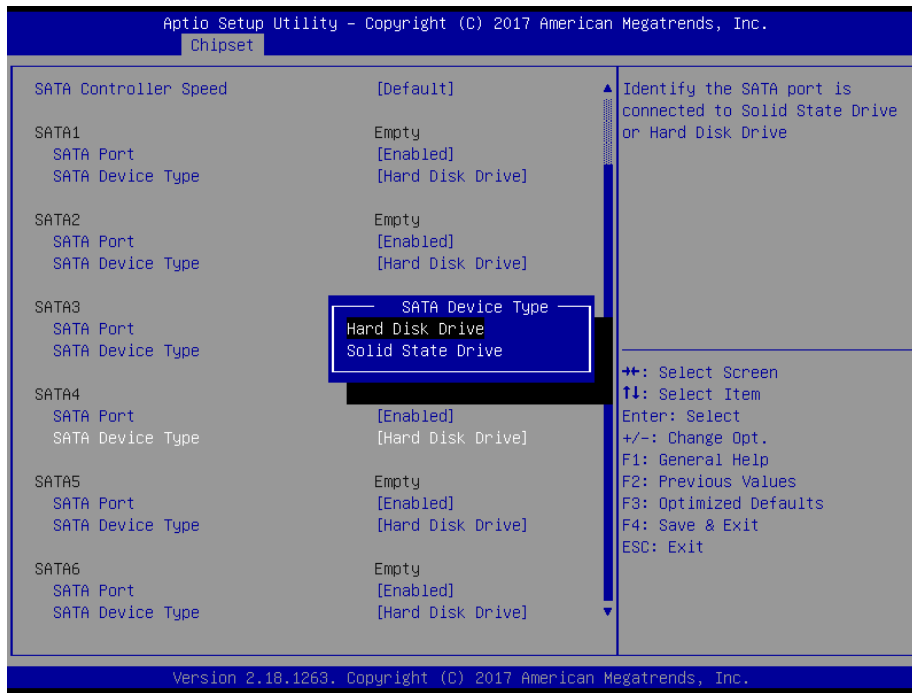 Aptio Setup Utility – Copyright (C) 2017 American Megatrends, Inc.
Chipset
SATA Controller Speed [Default]
SATA1 Empty
SATA Port [Enabled]
SATA Device Type [Hard Disk Drive]
SATA2 Empty
SATA Port [Enabled]
SATA Device Type [Hard Disk Drive]
SATA3
SATA Port
SATA Device Type
SATA Device Type
Hard Disk Drive
Solid State Drive
SATA4
SATA Port [Enabled]
SATA Device Type [Hard Disk Drive]
SATA5 Empty
SATA Port [Enabled]
SATA Device Type [Hard Disk Drive]
SATA6 Empty
SATA Port [Enabled]
SATA Device Type [Hard Disk Drive]
Identify the SATA port is
connected to Solid State Drive
or Hard Disk Drive
→←: Select Screen
↑↓: Select Item
Enter: Select
+/-: Change Opt.
F1: General Help
F2: Previous Values
F3: Optimized Defaults
F4: Save & Exit
ESC: Exit
Version 2.18.1263. Copyright (C) 2017 American Megatrends, Inc.